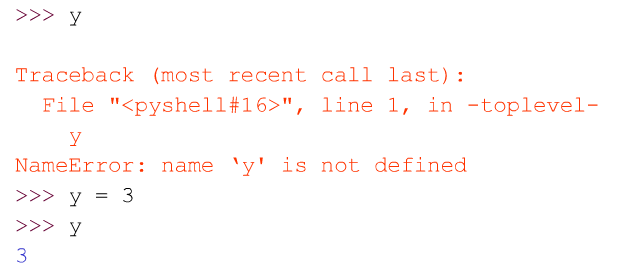 >>> y
Traceback (most recent call last):
  File "<pyshell#16>", line 1, in -toplevel-
    y
NameError: name ‵y' is not defined
>>> y = 3
>>> y
3